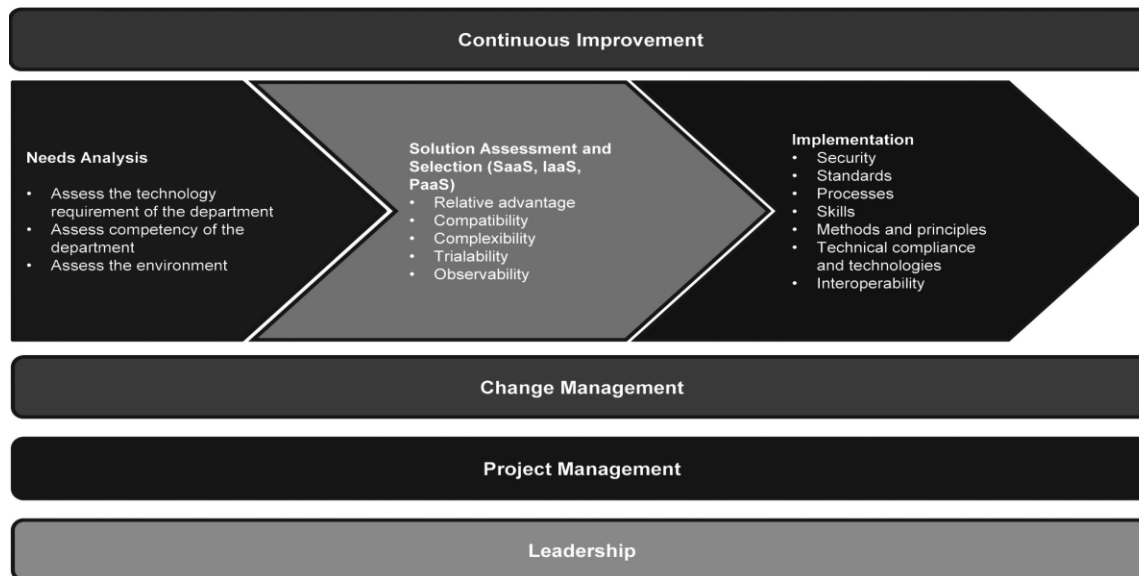 Continuous Improvement
Needs Analysis
• Assess the technology
requirement of the department
• Assess competency of the
department
• Assess the environment
Solution Assessment and
Selection (SaaS, IaaS,
PaaS)
• Relative advantage
• Compatibility
• Complexibility
• Trialability
• Observability
Implementation
• Security
• Standards
• Processes
• Skills
• Methods and principles
• Technical compliance
and technologies
• Interoperability
Change Management
Project Management
Leadership